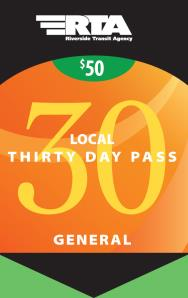 RTA
Riverside Transit Agency
$50
30
LOCAL
THIRTY DAY PASS
GENERAL